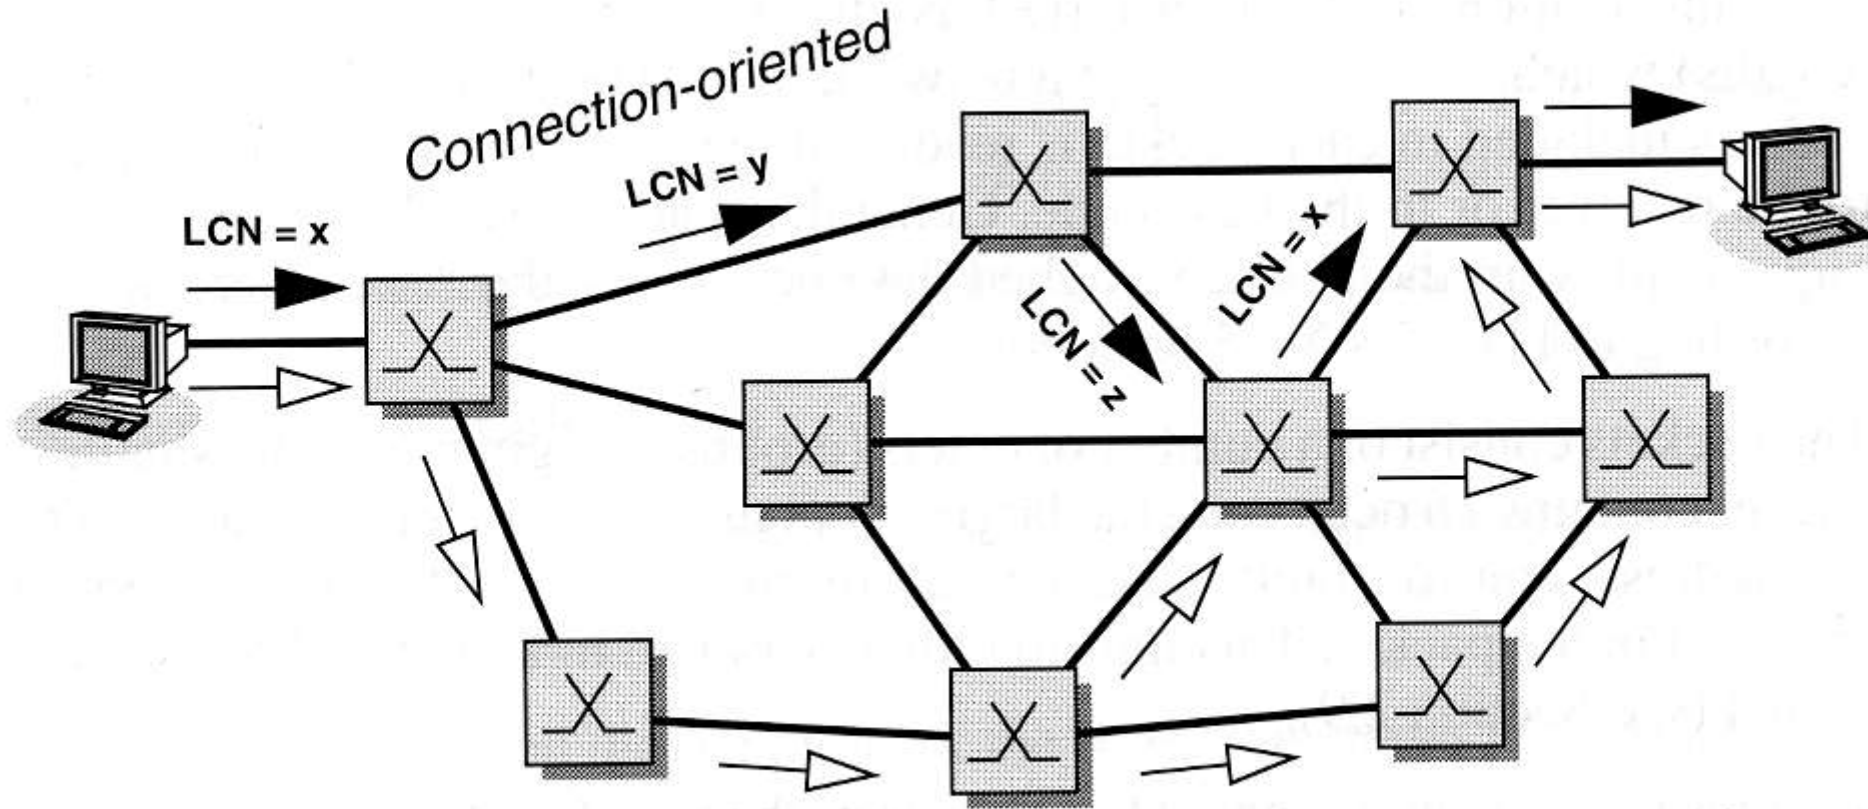 Connection-oriented
LCN = x
LCN = y
LCN = z
LCN = x